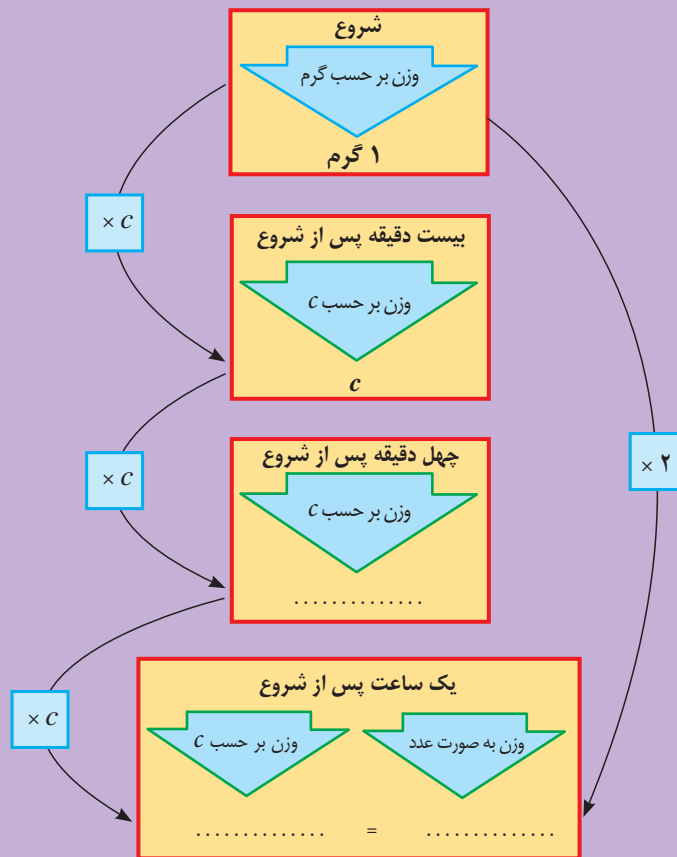 شروع
وزن بر حسب گرم
۱ گرم
× c
بیست دقیقه پس از شروع
وزن بر حسب c
c
× c
× ۲
چهل دقیقه پس از شروع
وزن بر حسب c
..............
× c
یک ساعت پس از شروع
وزن به صورت عدد
وزن بر حسب c
.............. = ..............